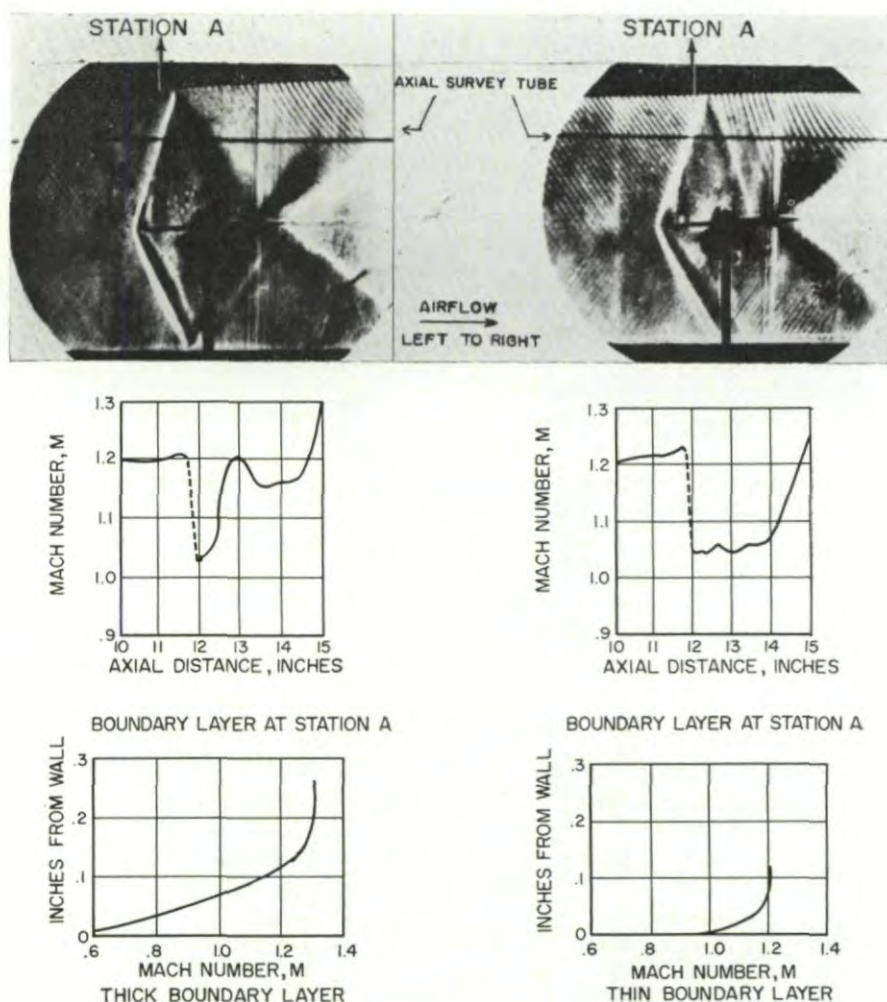 STATION A
STATION A
AXIAL SURVEY TUBE
AIRFLOW
LEFT TO RIGHT
MACH NUMBER, M
1.3
1.2
1.1
1.0
.9
10 11 12 13 14 15
AXIAL DISTANCE, INCHES
MACH NUMBER, M
1.3
1.2
1.1
1.0
.9
10 11 12 13 14 15
AXIAL DISTANCE, INCHES
BOUNDARY LAYER AT STATION A
INCHES FROM WALL
.3
.2
.1
0
.6 .8 1.0 1.2 1.4
MACH NUMBER, M
THICK BOUNDARY LAYER
BOUNDARY LAYER AT STATION A
INCHES FROM WALL
.3
.2
.1
0
.6 .8 1.0 1.2 1.4
MACH NUMBER, M
THIN BOUNDARY LAYER